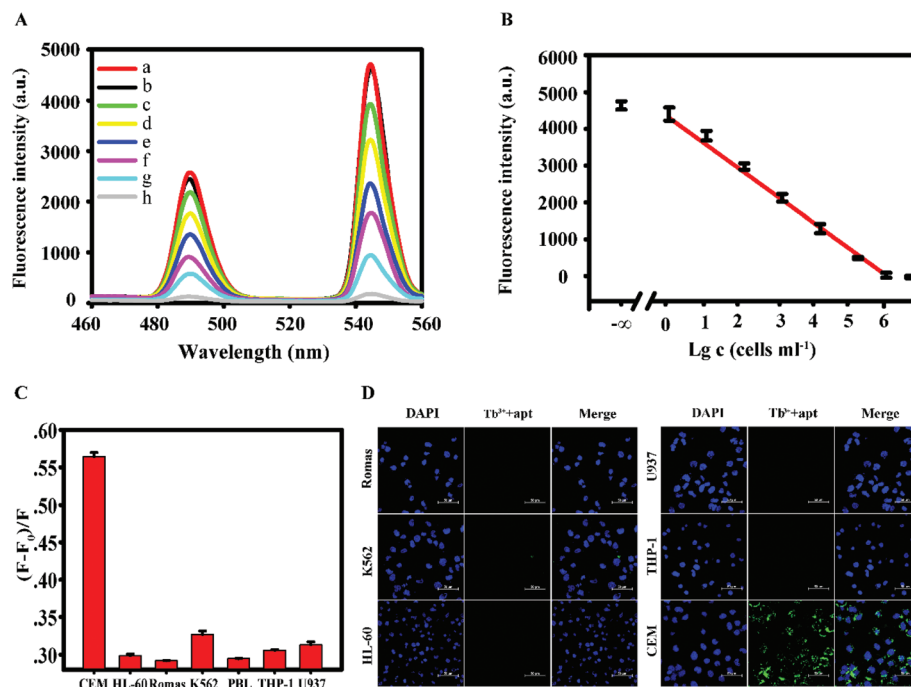 A
Fluorescence intensity (a.u.)
5000
4000
3000
2000
1000
0
a
b
c
d
e
f
g
h
460
480
500
520
540
560
Wavelength (nm)
B
Fluorescence intensity (a.u.)
6000
5000
4000
3000
2000
1000
0
-∞
0
1
2
3
4
5
6
Lg c (cells ml⁻¹)
C
(F-F₀)/F
.60
.55
.50
.45
.40
.35
.30
CEM HL-60 Romas K562 PBL THP-1 U937
D
DAPI Tb³⁺+apt Merge
Romas
K562
HL-60
DAPI Tb³⁺+apt Merge
U937
THP-1
CEM